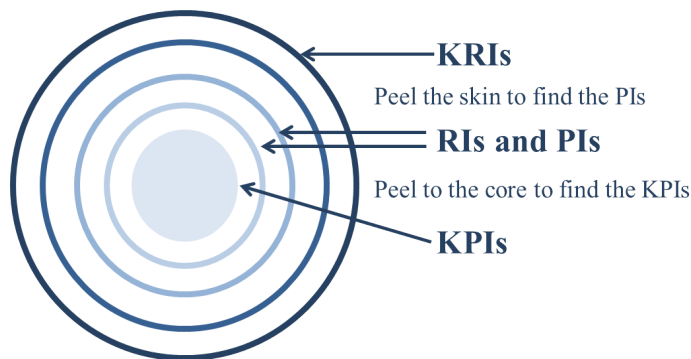 KRIs
Peel the skin to find the PIs
RIs and PIs
Peel to the core to find the KPIs
KPIs